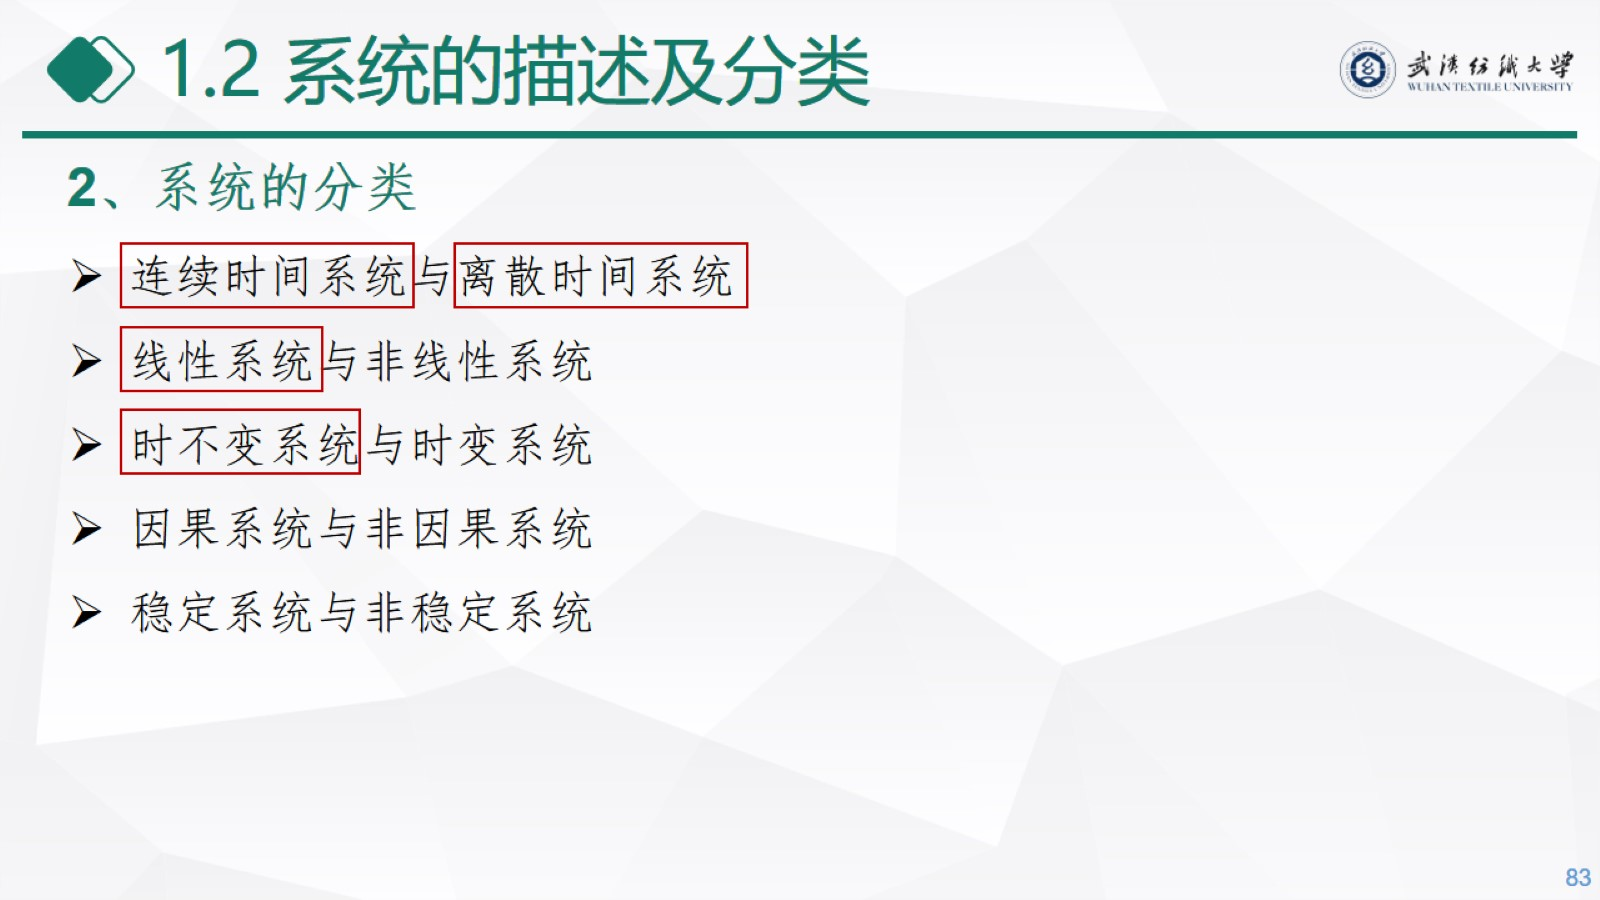 1.2 系统的描述及分类
武汉纺织大学
WUHAN TEXTILE UNIVERSITY
2、系统的分类
➢ 连续时间系统与离散时间系统
➢ 线性系统与非线性系统
➢ 时不变系统与时变系统
➢ 因果系统与非因果系统
➢ 稳定系统与非稳定系统
83